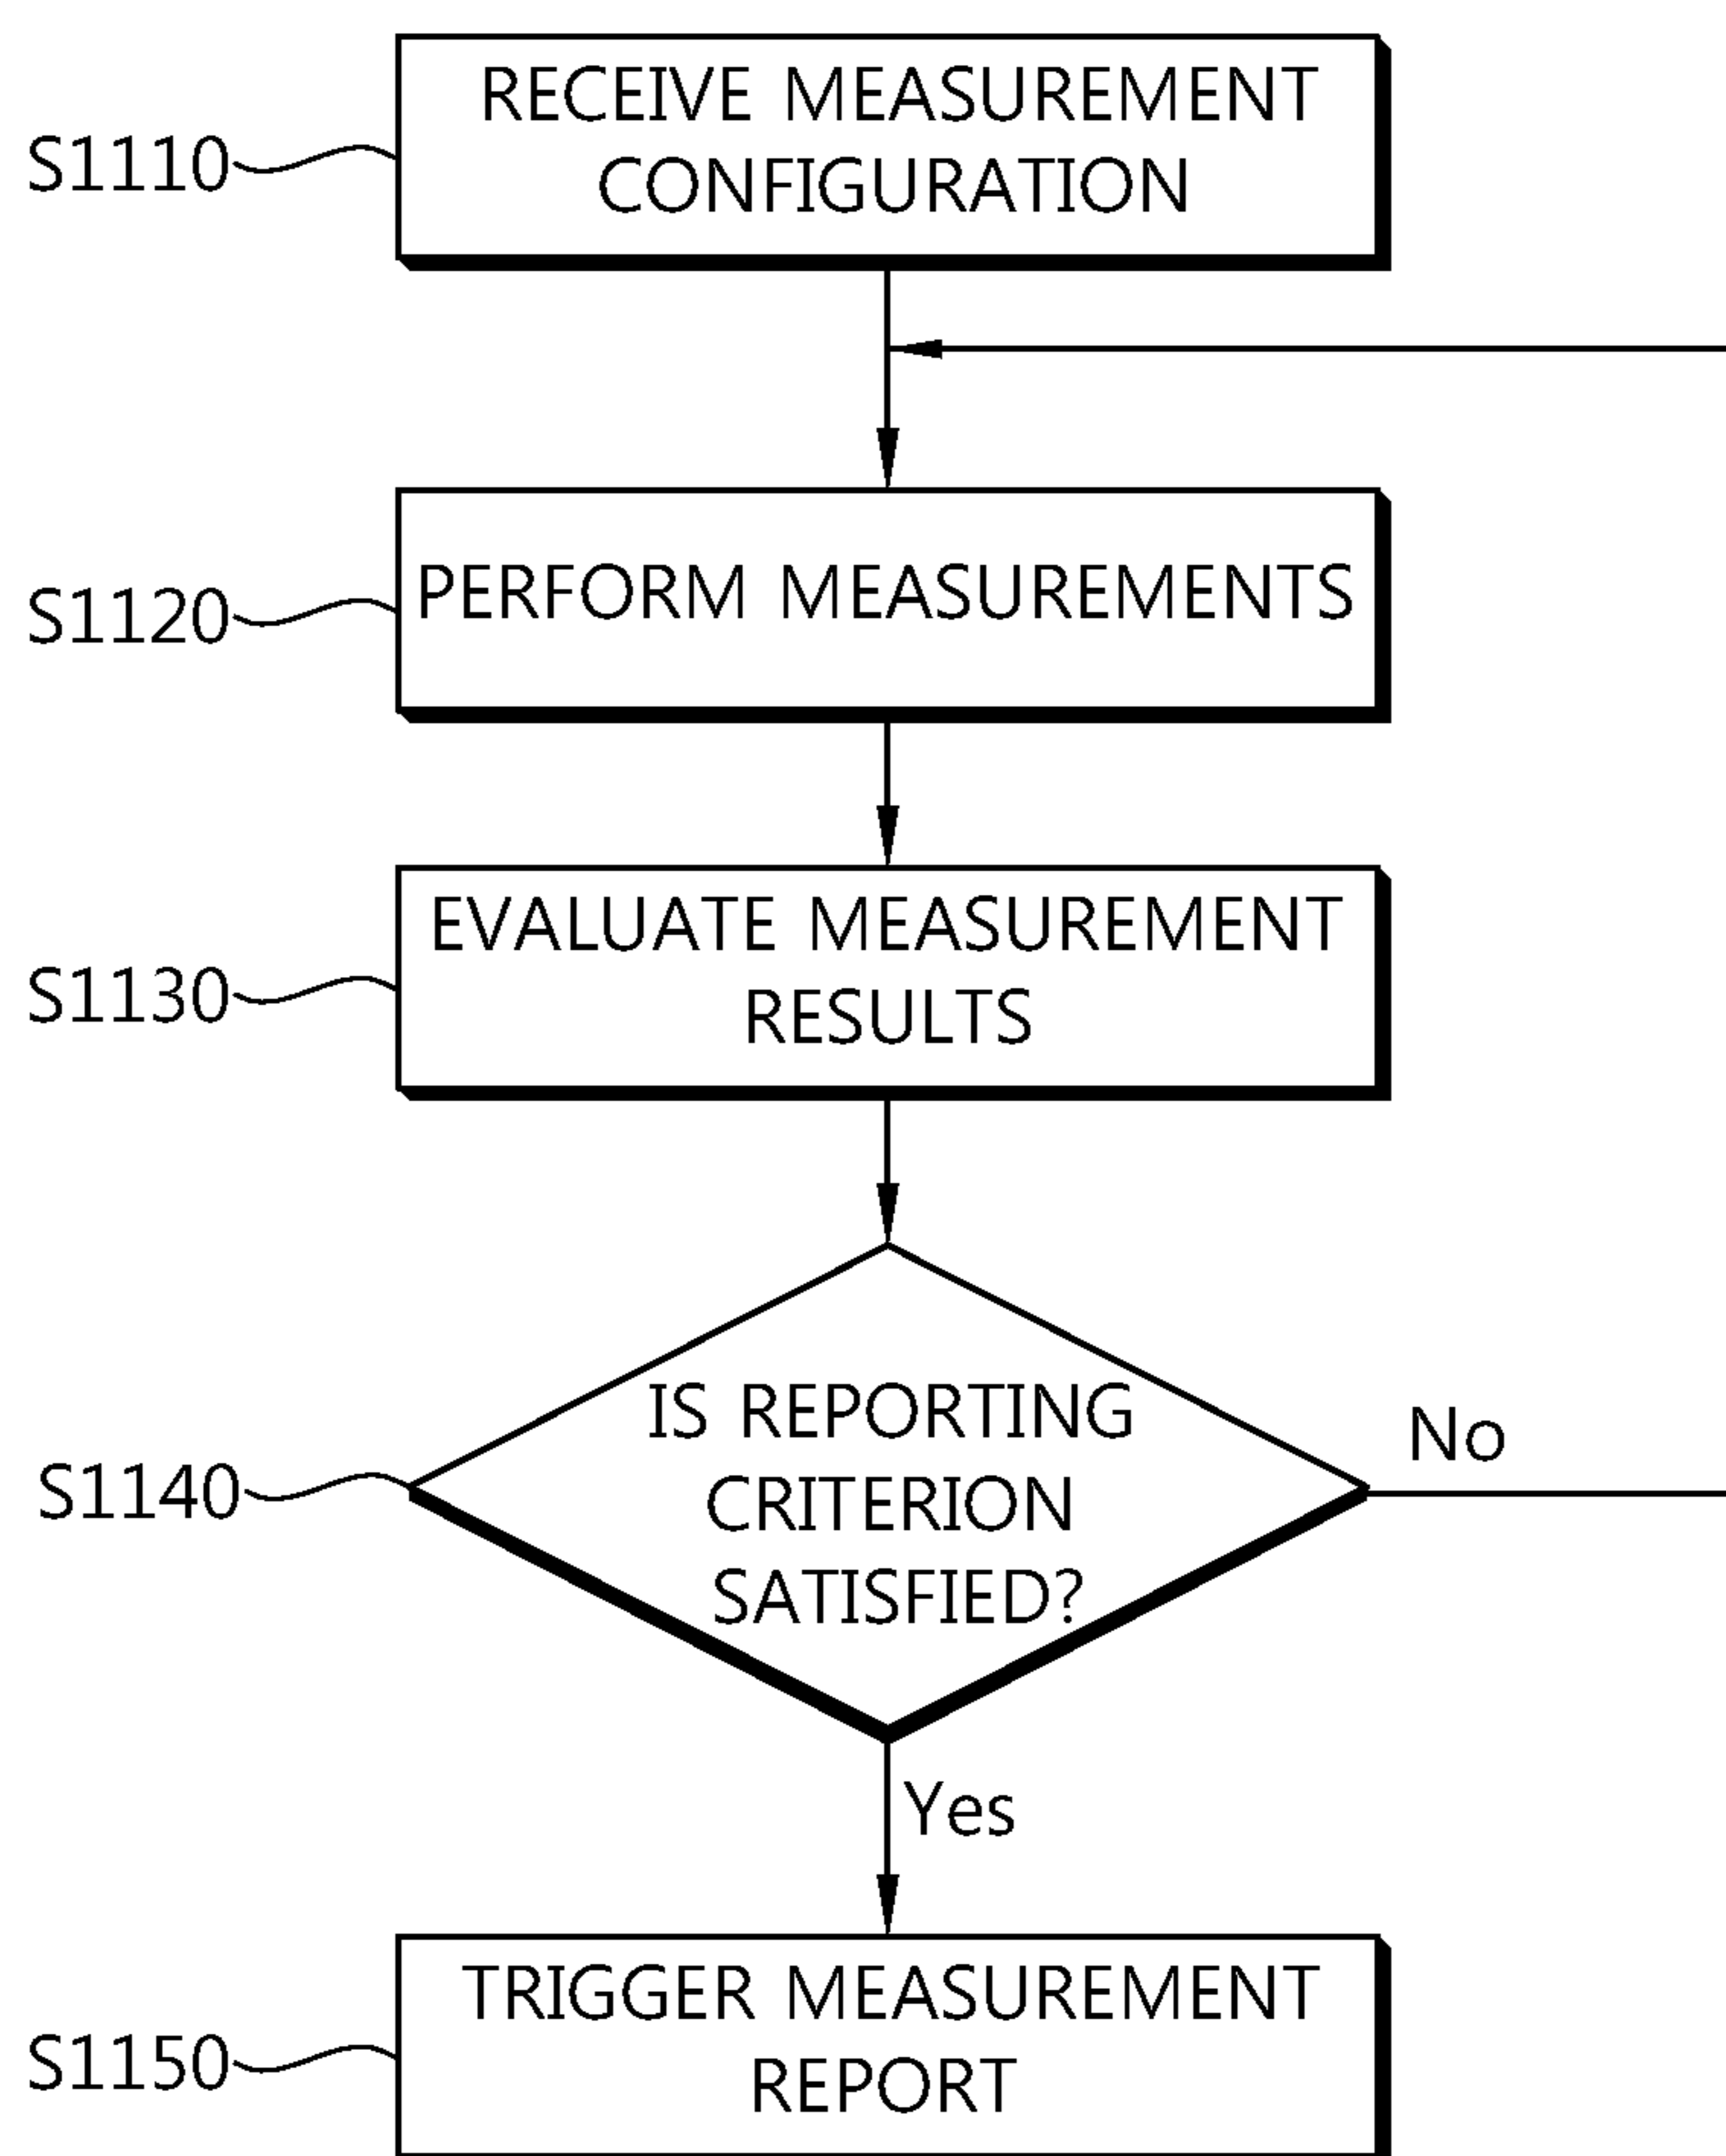 RECEIVE MEASUREMENT
CONFIGURATION
S1110
PERFORM MEASUREMENTS
S1120
EVALUATE MEASUREMENT
RESULTS
S1130
IS REPORTING
CRITERION
SATISFIED?
S1140
No
Yes
TRIGGER MEASUREMENT
REPORT
S1150